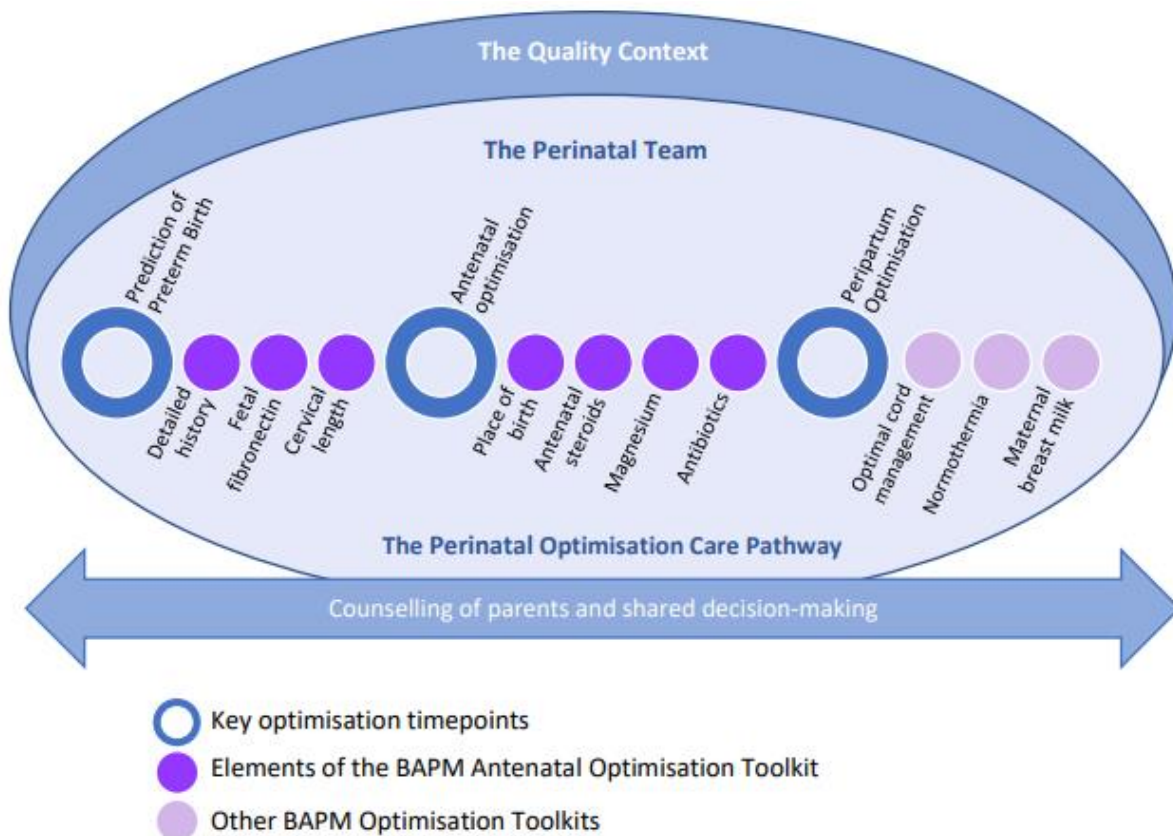 The Quality Context
The Perinatal Team
Prediction of
Preterm Birth
Detailed
history
Fetal
fibronectin
Cervical
length
Antenatal
optimisation
Place of
birth
Antenatal
steroids
Magnesium
Antibiotics
Peripartum
Optimisation
Optimal cord
management
Normothermia
Maternal
breast milk
The Perinatal Optimisation Care Pathway
Counselling of parents and shared decision-making
Key optimisation timepoints
Elements of the BAPM Antenatal Optimisation Toolkit
Other BAPM Optimisation Toolkits